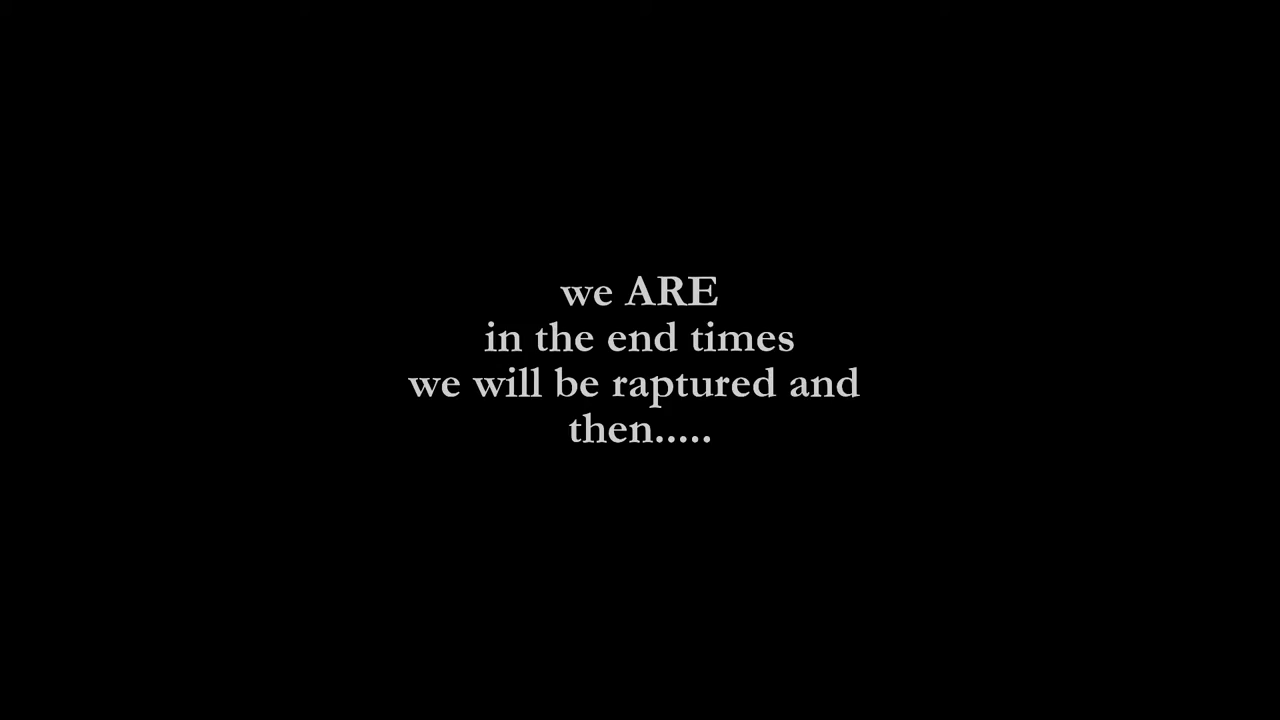 we ARE
in the end times
we will be raptured and
then.....